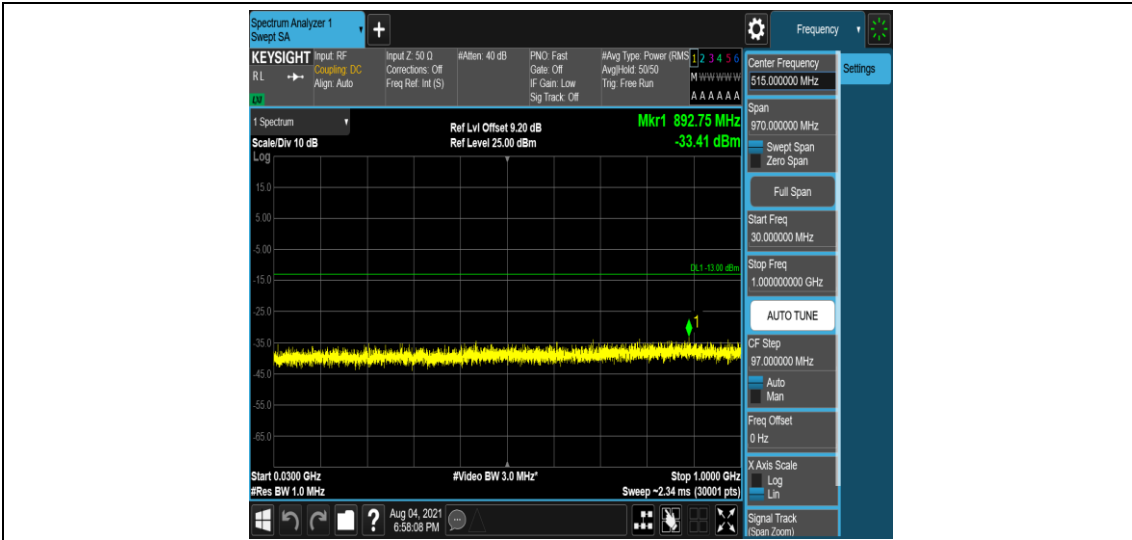 Spectrum Analyzer 1
Swept SA
Frequency
KEYSIGHT
RL
LXI
Input: RF
Coupling: DC
Align: Auto
Input Z: 50 Ω
Corrections: Off
Freq Ref: Int (S)
#Atten: 40 dB
PNO: Fast
Gate: Off
IF Gain: Low
Sig Track: Off
#Avg Type: Power (RMS
Avg|Hold: 50/50
Trig: Free Run
1 2 3 4 5 6
M W W W W W
A A A A A A
1 Spectrum
Scale/Div 10 dB
Ref Lvl Offset 9.20 dB
Ref Level 25.00 dBm
Mkr1 892.75 MHz
-33.41 dBm
Log
15.0
5.00
-5.00
DL1 -13.00 dBm
-15.0
-25.0
1
-35.0
-45.0
-55.0
-65.0
Start 0.0300 GHz
#Res BW 1.0 MHz
#Video BW 3.0 MHz*
Stop 1.0000 GHz
Sweep ~2.34 ms (30001 pts)
Center Frequency
515.000000 MHz
Settings
Span
970.000000 MHz
Swept Span
Zero Span
Full Span
Start Freq
30.000000 MHz
Stop Freq
1.000000000 GHz
AUTO TUNE
CF Step
97.000000 MHz
Auto
Man
Freq Offset
0 Hz
X Axis Scale
Log
Lin
Signal Track
(Span Zoom)
?
Aug 04, 2021
6:58:08 PM